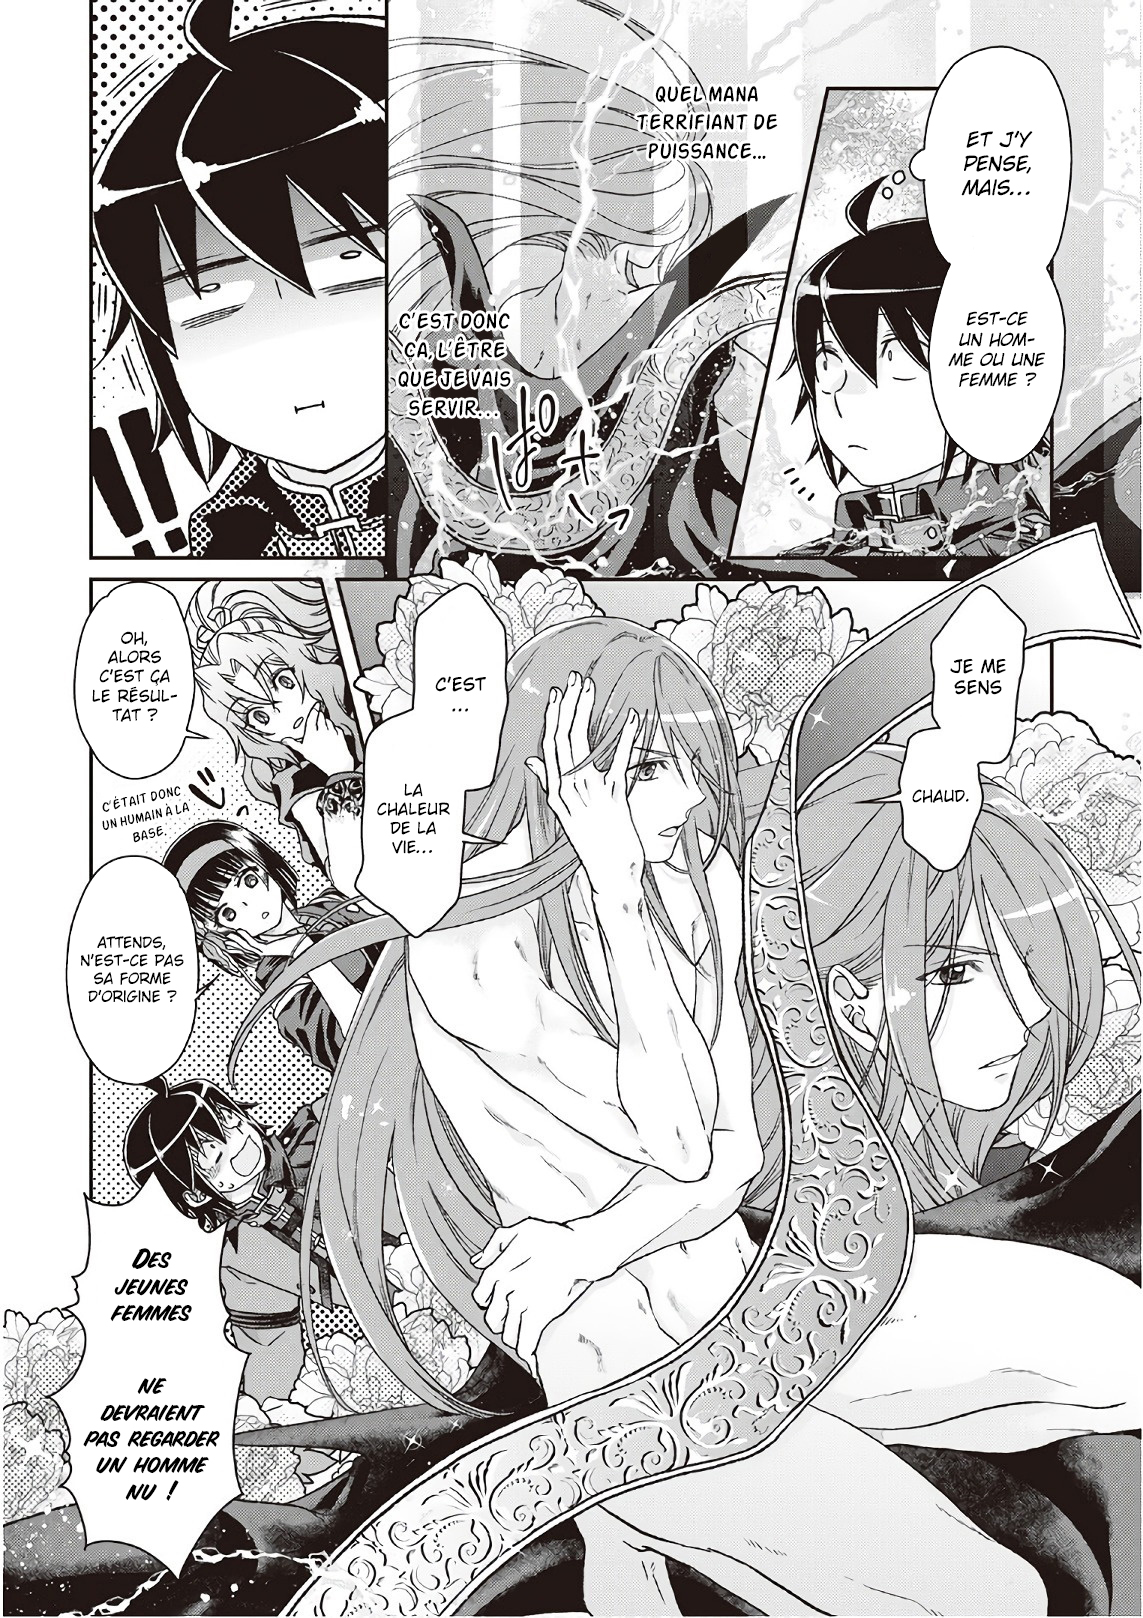 ET J'Y
PENSE,
MAIS...
EST-CE
UN HOM-
ME OU UNE
FEMME ?
QUEL MANA
TERRIFIANT DE
PUISSANCE...
C'EST DONC
ÇA, L'ÊTRE
QUE JE VAIS
SERVIR...
ぱさっ
!!!
JE ME
SENS
CHAUD.
C'EST
...
LA
CHALEUR
DE LA
VIE...
OH,
ALORS
C'EST ÇA
LE RÉSUL-
TAT ?
C'ÉTAIT DONC
UN HUMAIN À LA
BASE.
ATTENDS,
N'EST-CE PAS
SA FORME
D'ORIGINE ?
DES
JEUNES
FEMMES
NE
DEVRAIENT
PAS REGARDER
UN HOMME
NU !